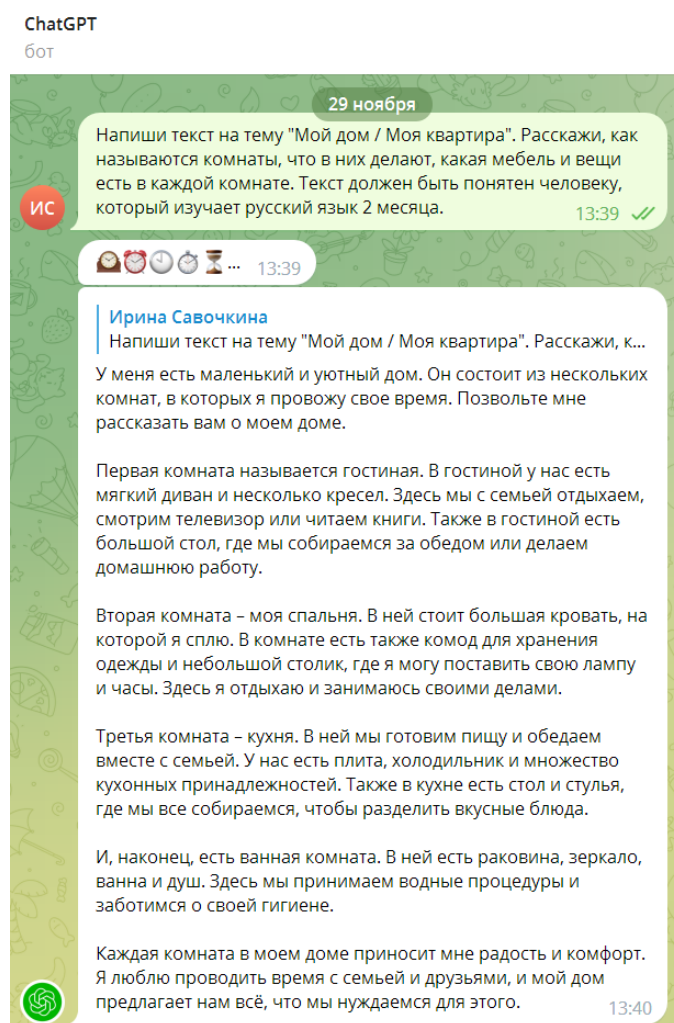 ChatGPT
бот
29 ноября
Напиши текст на тему "Мой дом / Моя квартира". Расскажи, как
называются комнаты, что в них делают, какая мебель и вещи
есть в каждой комнате. Текст должен быть понятен человеку,
который изучает русский язык 2 месяца.
13:39
ИС
... 13:39
Ирина Савочкина
Напиши текст на тему "Мой дом / Моя квартира". Расскажи, к...
У меня есть маленький и уютный дом. Он состоит из нескольких
комнат, в которых я провожу свое время. Позвольте мне
рассказать вам о моем доме.
Первая комната называется гостиная. В гостиной у нас есть
мягкий диван и несколько кресел. Здесь мы с семьей отдыхаем,
смотрим телевизор или читаем книги. Также в гостиной есть
большой стол, где мы собираемся за обедом или делаем
домашнюю работу.
Вторая комната – моя спальня. В ней стоит большая кровать, на
которой я сплю. В комнате есть также комод для хранения
одежды и небольшой столик, где я могу поставить свою лампу
и часы. Здесь я отдыхаю и занимаюсь своими делами.
Третья комната – кухня. В ней мы готовим пищу и обедаем
вместе с семьей. У нас есть плита, холодильник и множество
кухонных принадлежностей. Также в кухне есть стол и стулья,
где мы все собираемся, чтобы разделить вкусные блюда.
И, наконец, есть ванная комната. В ней есть раковина, зеркало,
ванна и душ. Здесь мы принимаем водные процедуры и
заботимся о своей гигиене.
Каждая комната в моем доме приносит мне радость и комфорт.
Я люблю проводить время с семьей и друзьями, и мой дом
предлагает нам всё, что мы нуждаемся для этого.
13:40